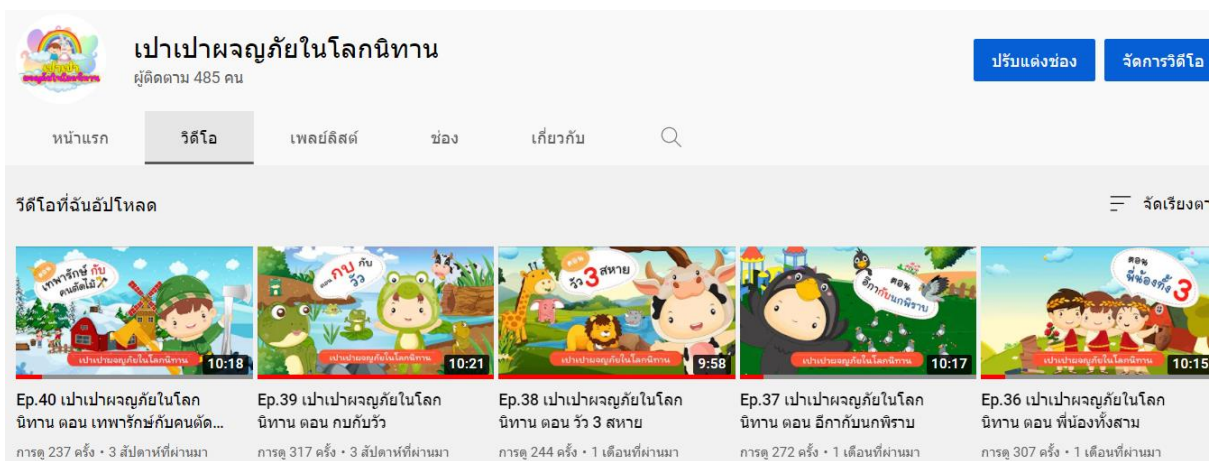 เปาเปาผจญภัยในโลกนิทาน
ผู้ติดตาม 485 คน
ปรับแต่งช่อง
จัดการวิดีโอ
หน้าแรก
วิดีโอ
เพลย์ลิสต์
ช่อง
เกี่ยวกับ
วิดีโอที่ฉันอัปโหลด
จัดเรียงตา
ตอน
เทพารักษ์ กับ
คนตัดไม้
เปาเปาผจญภัยในโลกนิทาน
10:18
ตอน กบ กับ
วัว
เปาเปาผจญภัยในโลกนิทาน
10:21
ตอน
วัว 3 สหาย
เปาเปาผจญภัยในโลกนิทาน
9:58
ตอน
อีกากับนกพิราบ
เปาเปาผจญภัยในโลกนิทาน
10:17
ตอน
พี่น้องทั้ง 3
เปาเปาผจญภัยในโลกนิทาน
10:15
Ep.40 เปาเปาผจญภัยในโลก
นิทาน ตอน เทพารักษ์กับคนตัด...
การดู 237 ครั้ง • 3 สัปดาห์ที่ผ่านมา
Ep.39 เปาเปาผจญภัยในโลก
นิทาน ตอน กบกับวัว
การดู 317 ครั้ง • 3 สัปดาห์ที่ผ่านมา
Ep.38 เปาเปาผจญภัยในโลก
นิทาน ตอน วัว 3 สหาย
การดู 244 ครั้ง • 1 เดือนที่ผ่านมา
Ep.37 เปาเปาผจญภัยในโลก
นิทาน ตอน อีกากับนกพิราบ
การดู 272 ครั้ง • 1 เดือนที่ผ่านมา
Ep.36 เปาเปาผจญภัยในโลก
นิทาน ตอน พี่น้องทั้งสาม
การดู 307 ครั้ง • 1 เดือนที่ผ่านมา